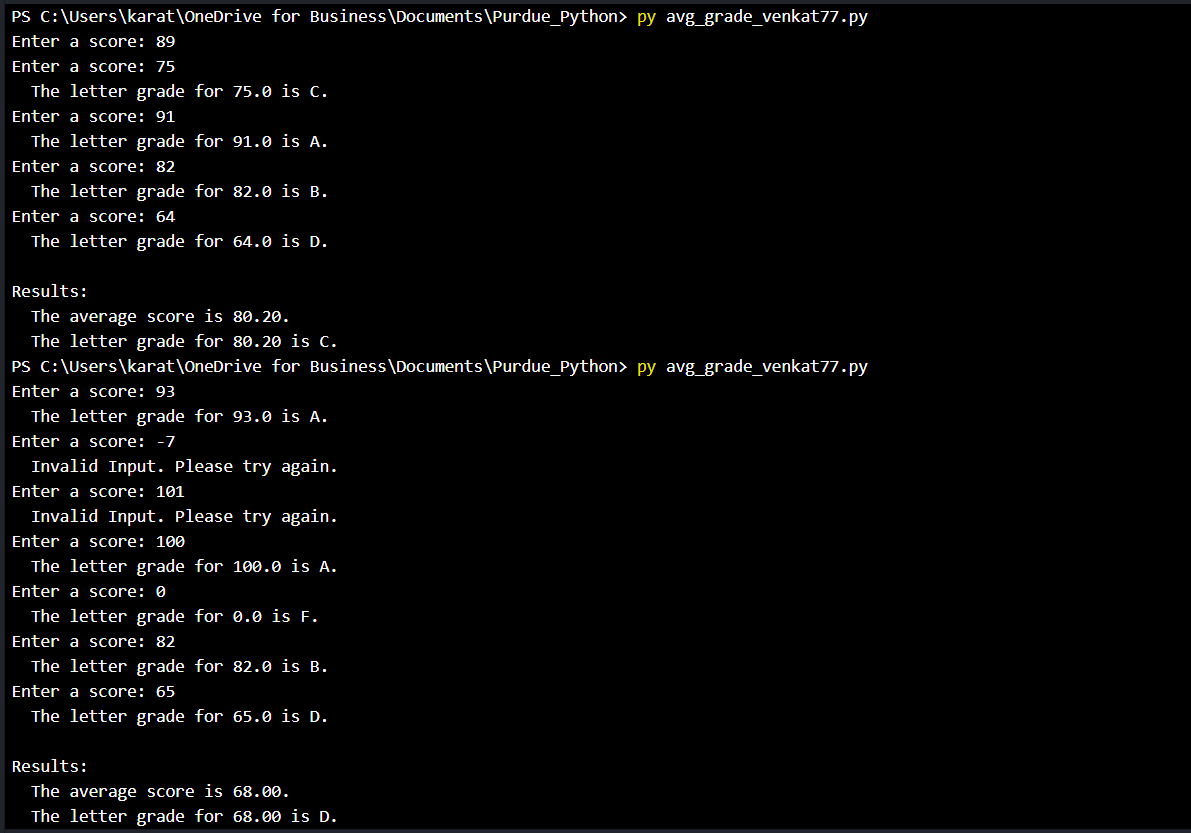 PS C:\Users\karat\OneDrive for Business\Documents\Purdue_Python> py avg_grade_venkat77.py
Enter a score: 89
Enter a score: 75
  The letter grade for 75.0 is C.
Enter a score: 91
  The letter grade for 91.0 is A.
Enter a score: 82
  The letter grade for 82.0 is B.
Enter a score: 64
  The letter grade for 64.0 is D.

Results:
  The average score is 80.20.
  The letter grade for 80.20 is C.
PS C:\Users\karat\OneDrive for Business\Documents\Purdue_Python> py avg_grade_venkat77.py
Enter a score: 93
  The letter grade for 93.0 is A.
Enter a score: -7
  Invalid Input. Please try again.
Enter a score: 101
  Invalid Input. Please try again.
Enter a score: 100
  The letter grade for 100.0 is A.
Enter a score: 0
  The letter grade for 0.0 is F.
Enter a score: 82
  The letter grade for 82.0 is B.
Enter a score: 65
  The letter grade for 65.0 is D.

Results:
  The average score is 68.00.
  The letter grade for 68.00 is D.